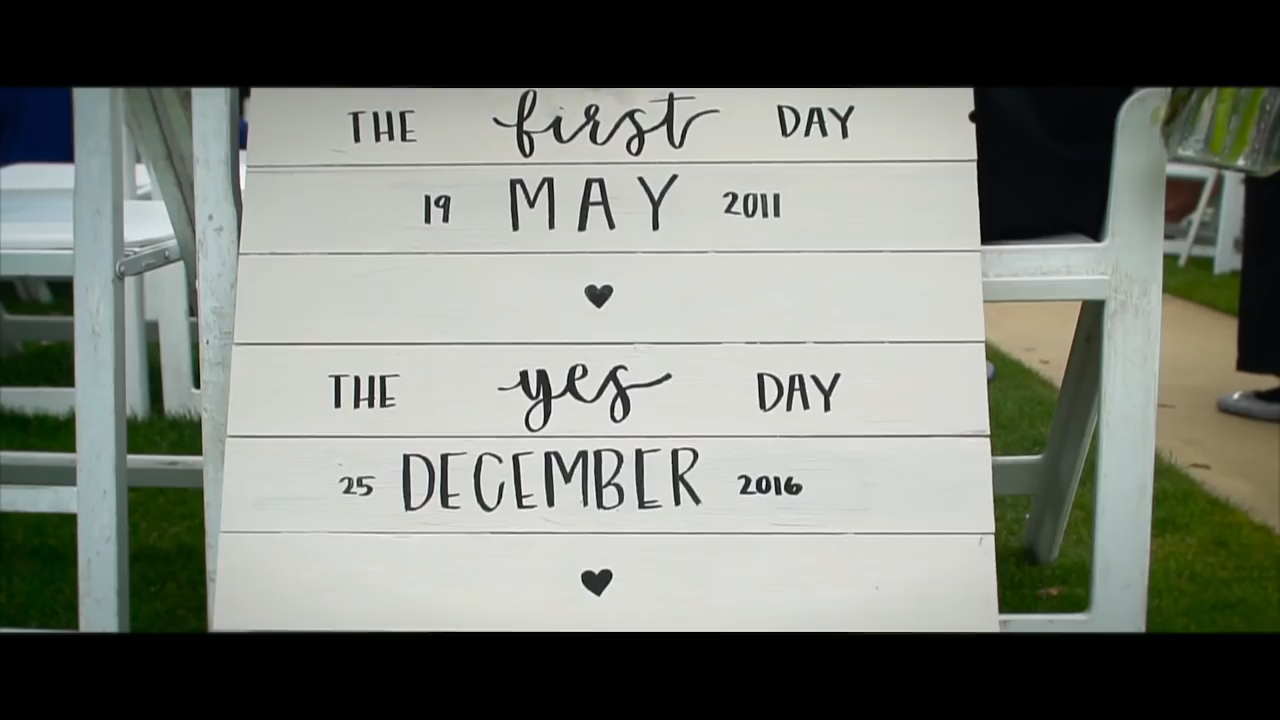 THE first DAY
19 MAY 2011
THE yes DAY
25 DECEMBER 2016